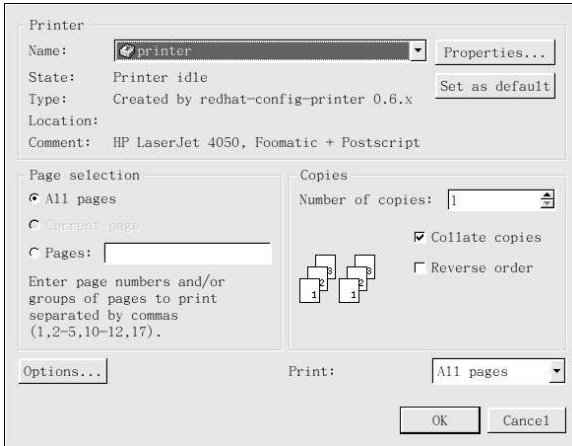 Printer
Name: printer Properties...
State: Printer idle
Set as default
Type: Created by redhat-config-printer 0.6.x
Location:
Comment: HP LaserJet 4050, Foomatic + Postscript
Page selection
All pages
Current page
Pages:
Enter page numbers and/or
groups of pages to print
separated by commas
(1,2-5,10-12,17).
Copies
Number of copies: 1
Collate copies
Reverse order
3 3
2 2
1 1
Options...
Print: All pages
OK Cancel